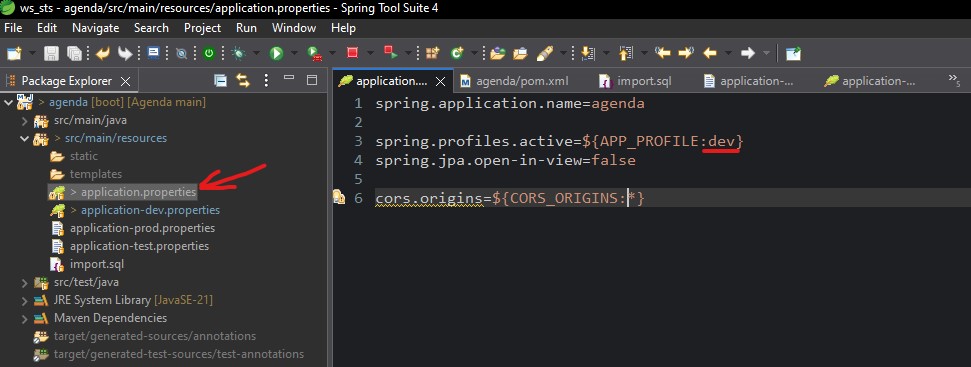 ws_sts - agenda/src/main/resources/application.properties - Spring Tool Suite 4
File Edit Source Navigate Search Project Run Window Help
Package Explorer
agenda [boot] [Agenda main]
src/main/java
src/main/resources
static
templates
application.properties
application-dev.properties
application-prod.properties
application-test.properties
import.sql
src/test/java
JRE System Library [JavaSE-21]
Maven Dependencies
target/generated-sources/annotations
target/generated-test-sources/test-annotations
application.... agenda/pom.xml import.sql application-... application-... »5
1 spring.application.name=agenda
2
3 spring.profiles.active=${APP_PROFILE:dev}
4 spring.jpa.open-in-view=false
5
6 cors.origins=${CORS_ORIGINS:*}